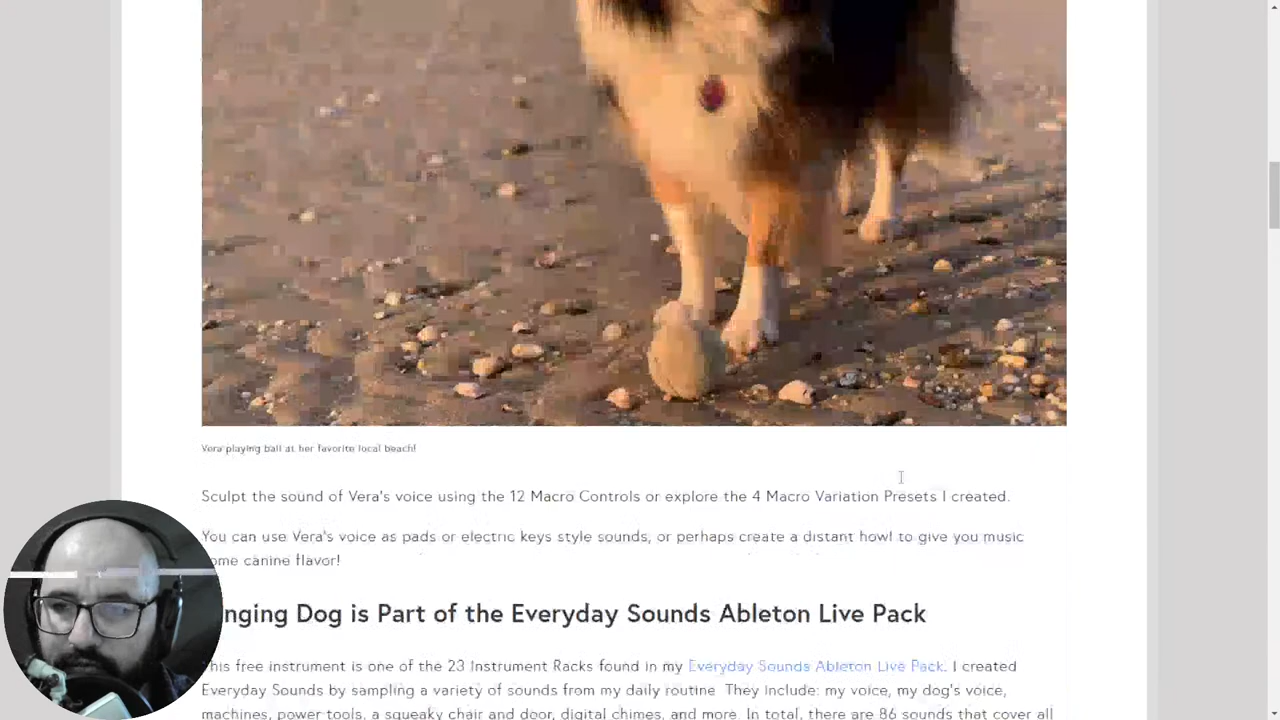 Vera playing ball at her favorite local beach!
Sculpt the sound of Vera's voice using the 12 Macro Controls or explore the 4 Macro Variation Presets I created.
You can use Vera's voice as pads or electric keys style sounds, or perhaps create a distant howl to give you music
ome canine flavor!
nging Dog is Part of the Everyday Sounds Ableton Live Pack
his free instrument is one of the 23 Instrument Racks found in my Everyday Sounds Ableton Live Pack. I created
Everyday Sounds by sampling a variety of sounds from my daily routine. They include: my voice, my dog's voice,
machines, power tools, a squeaky chair and door, digital chimes, and more. In total, there are 86 sounds that cover all